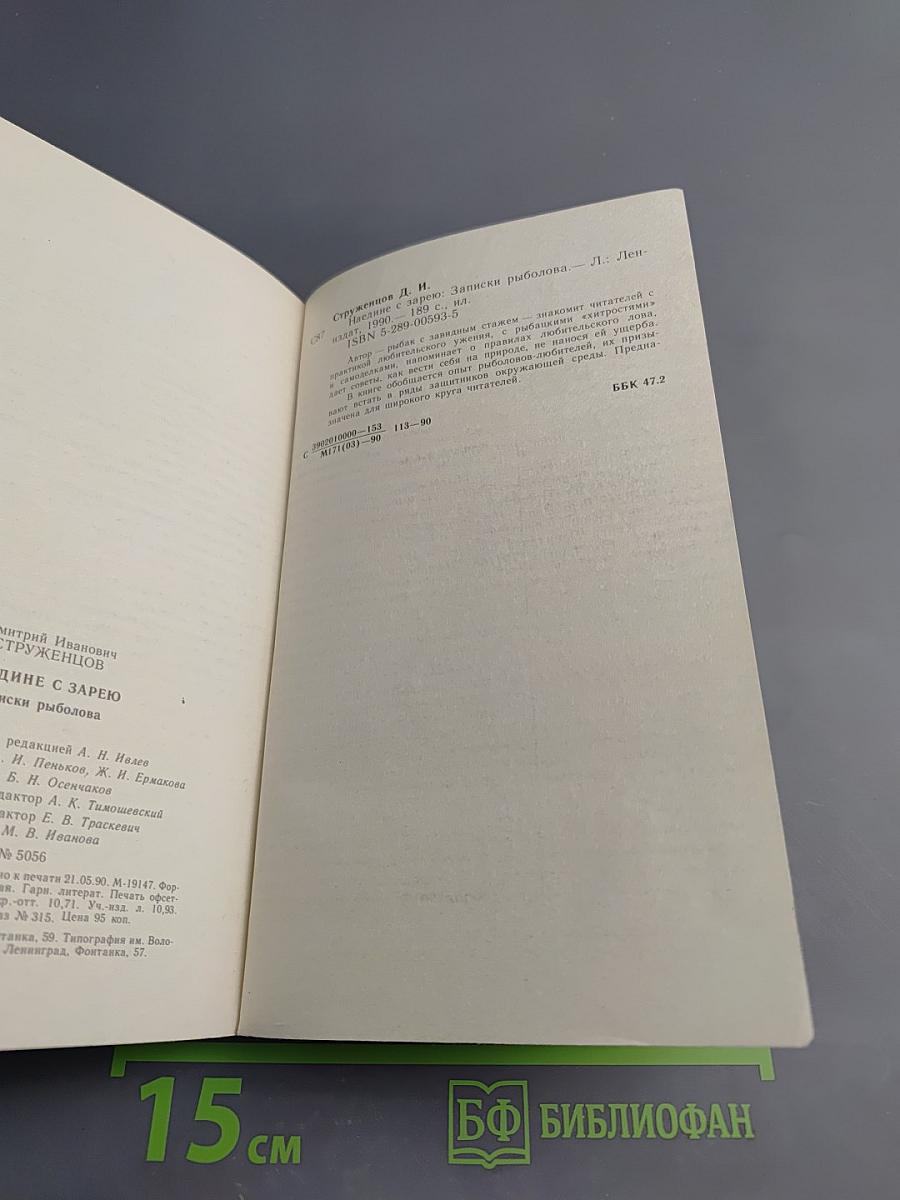 митрий Иванович
СТРУЖЕНЦОВ
ДИНЕ С ЗАРЕЮ
иски рыболова
редакцией А. Н. Ивлев
. И. Пеньков, Ж. И. Ермакова
Б. Н. Осенчаков
дактор А. К. Тимошевский
актор Е. В. Траскевич
М. В. Иванова
№ 5056
но к печати 21.05.90. М-19147. Фор-
ая. Гарн. литерат. Печать офсет-
р.-отт. 10,71. Уч.-изд. л. 10,93.
аз № 315. Цена 95 коп.
танка, 59. Типография им. Воло-
Ленинград, Фонтанка, 57.
Струженцов Д. И.
С87 Наедине с зарею: Записки рыболова.— Л.: Лен-
издат, 1990.— 189 с., ил.
ISBN 5-289-00593-5
Автор — рыбак с завидным стажем — знакомит читателей с
практикой любительского ужения, с рыбацкими «хитростями»
и самоделками, напоминает о правилах любительского лова,
дает советы, как вести себя на природе, не нанося ей ущерба.
В книге обобщается опыт рыболовов-любителей, их призы-
вают встать в ряды защитников окружающей среды. Предна-
значена для широкого круга читателей.
С 3902010000—153
М171(03)—90 113—90
ББК 47.2
15 см
БФ БИБЛИОФАН